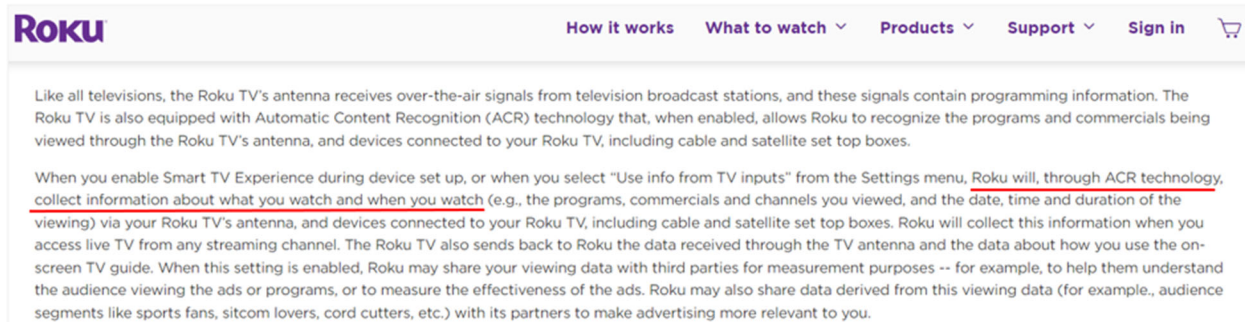 Roku
How it works What to watch Products Support Sign in
Like all televisions, the Roku TV's antenna receives over-the-air signals from television broadcast stations, and these signals contain programming information. The
Roku TV is also equipped with Automatic Content Recognition (ACR) technology that, when enabled, allows Roku to recognize the programs and commercials being
viewed through the Roku TV's antenna, and devices connected to your Roku TV, including cable and satellite set top boxes.
When you enable Smart TV Experience during device set up, or when you select "Use info from TV inputs" from the Settings menu, Roku will, through ACR technology,
collect information about what you watch and when you watch (e.g., the programs, commercials and channels you viewed, and the date, time and duration of the
viewing) via your Roku TV's antenna, and devices connected to your Roku TV, including cable and satellite set top boxes. Roku will collect this information when you
access live TV from any streaming channel. The Roku TV also sends back to Roku the data received through the TV antenna and the data about how you use the on-
screen TV guide. When this setting is enabled, Roku may share your viewing data with third parties for measurement purposes -- for example, to help them understand
the audience viewing the ads or programs, or to measure the effectiveness of the ads. Roku may also share data derived from this viewing data (for example., audience
segments like sports fans, sitcom lovers, cord cutters, etc.) with its partners to make advertising more relevant to you.